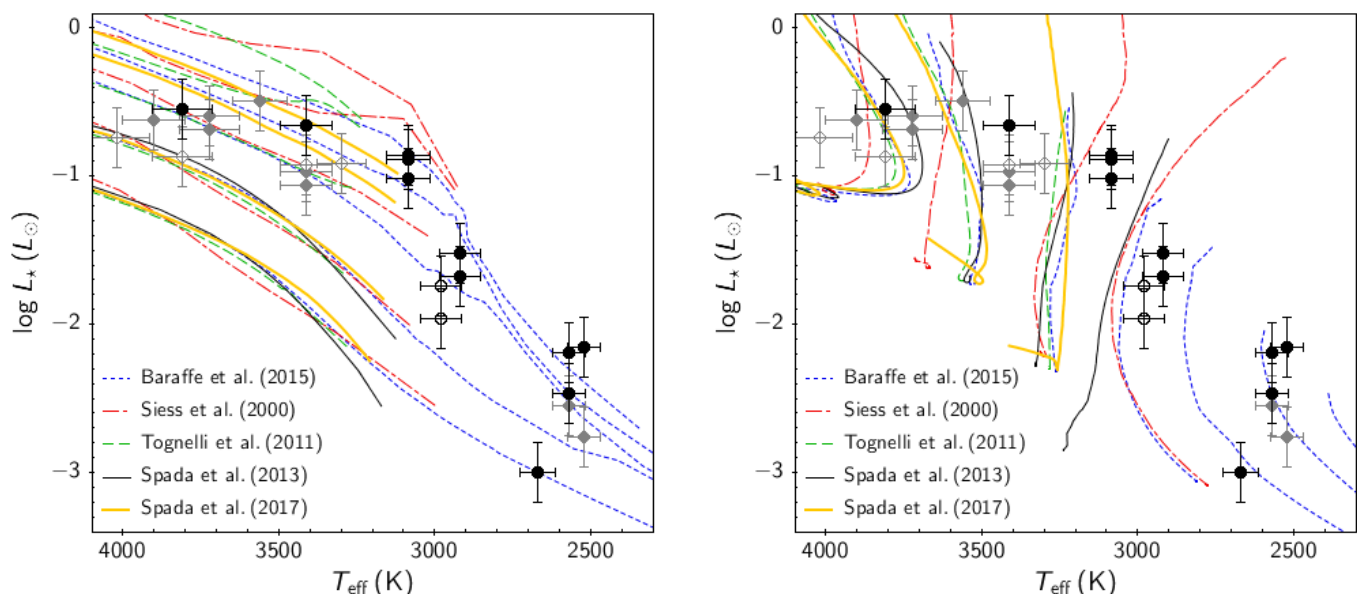 0
−1
−2
−3
log L⋆ (L☉)
Baraffe et al. (2015)
Siess et al. (2000)
Tognelli et al. (2011)
Spada et al. (2013)
Spada et al. (2017)
4000 3500 3000 2500
Teff (K)
0
−1
−2
−3
log L⋆ (L☉)
Baraffe et al. (2015)
Siess et al. (2000)
Tognelli et al. (2011)
Spada et al. (2013)
Spada et al. (2017)
4000 3500 3000 2500
Teff (K)